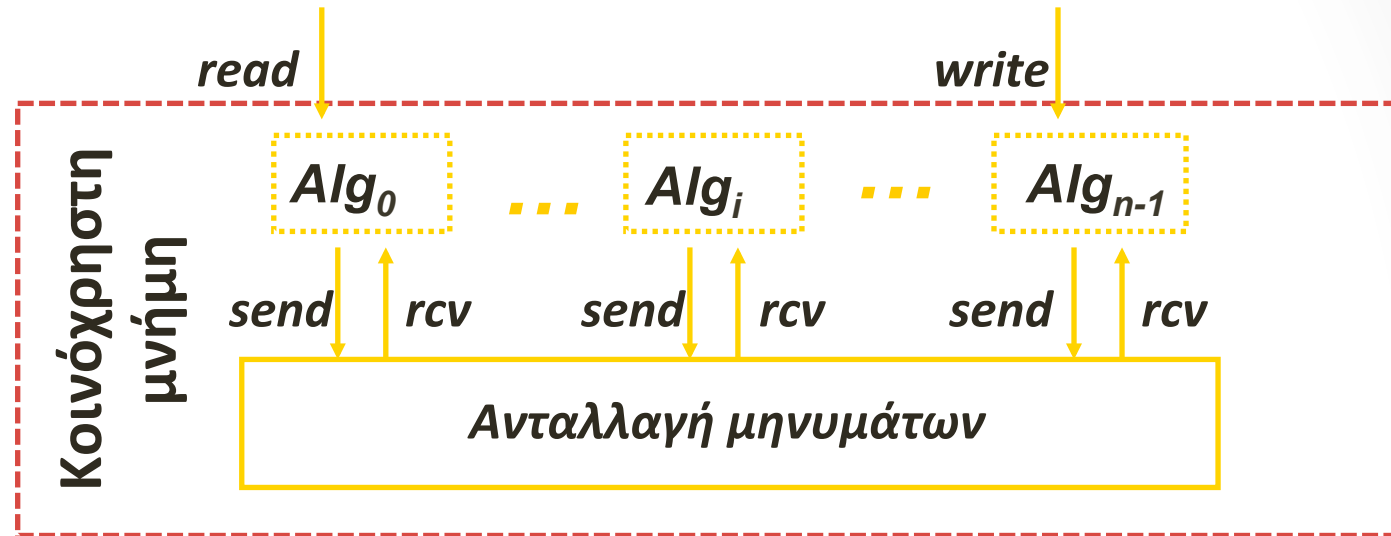 read write
Κοινόχρηστη
μνήμη
Alg0 ... Algi ... Algn-1
send rcv send rcv send rcv
Ανταλλαγή μηνυμάτων